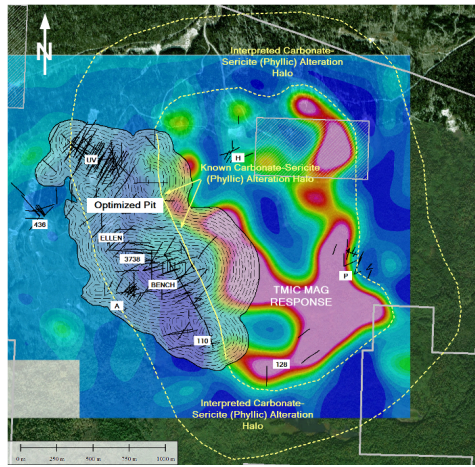 N
Interpreted Carbonate-
Sericite (Phyllic) Alteration
Halo
UV
H
Known Carbonate-Sericite
(Phyllic) Alteration Halo
Optimized Pit
436
ELLEN
3738
BENCH
P
TMIC MAG
RESPONSE
A
110
128
Interpreted Carbonate-
Sericite (Phyllic) Alteration
Halo
0 m 250 m 500 m 750 m 1000 m